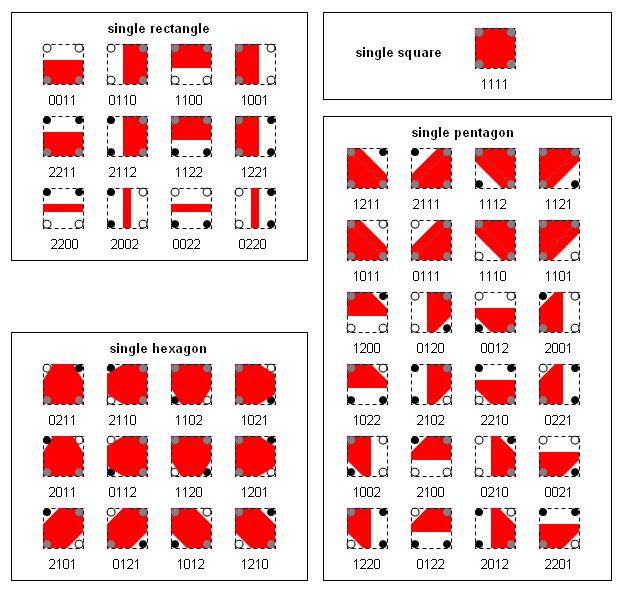 single rectangle
0011 0110 1100 1001
2211 2112 1122 1221
2200 2002 0022 0220
single square
1111
single pentagon
1211 2111 1112 1121
1011 0111 1110 1101
1200 0120 0012 2001
1022 2102 2210 0221
1002 2100 0210 0021
1220 0122 2012 2201
single hexagon
0211 2110 1102 1021
2011 0112 1120 1201
2101 0121 1012 1210